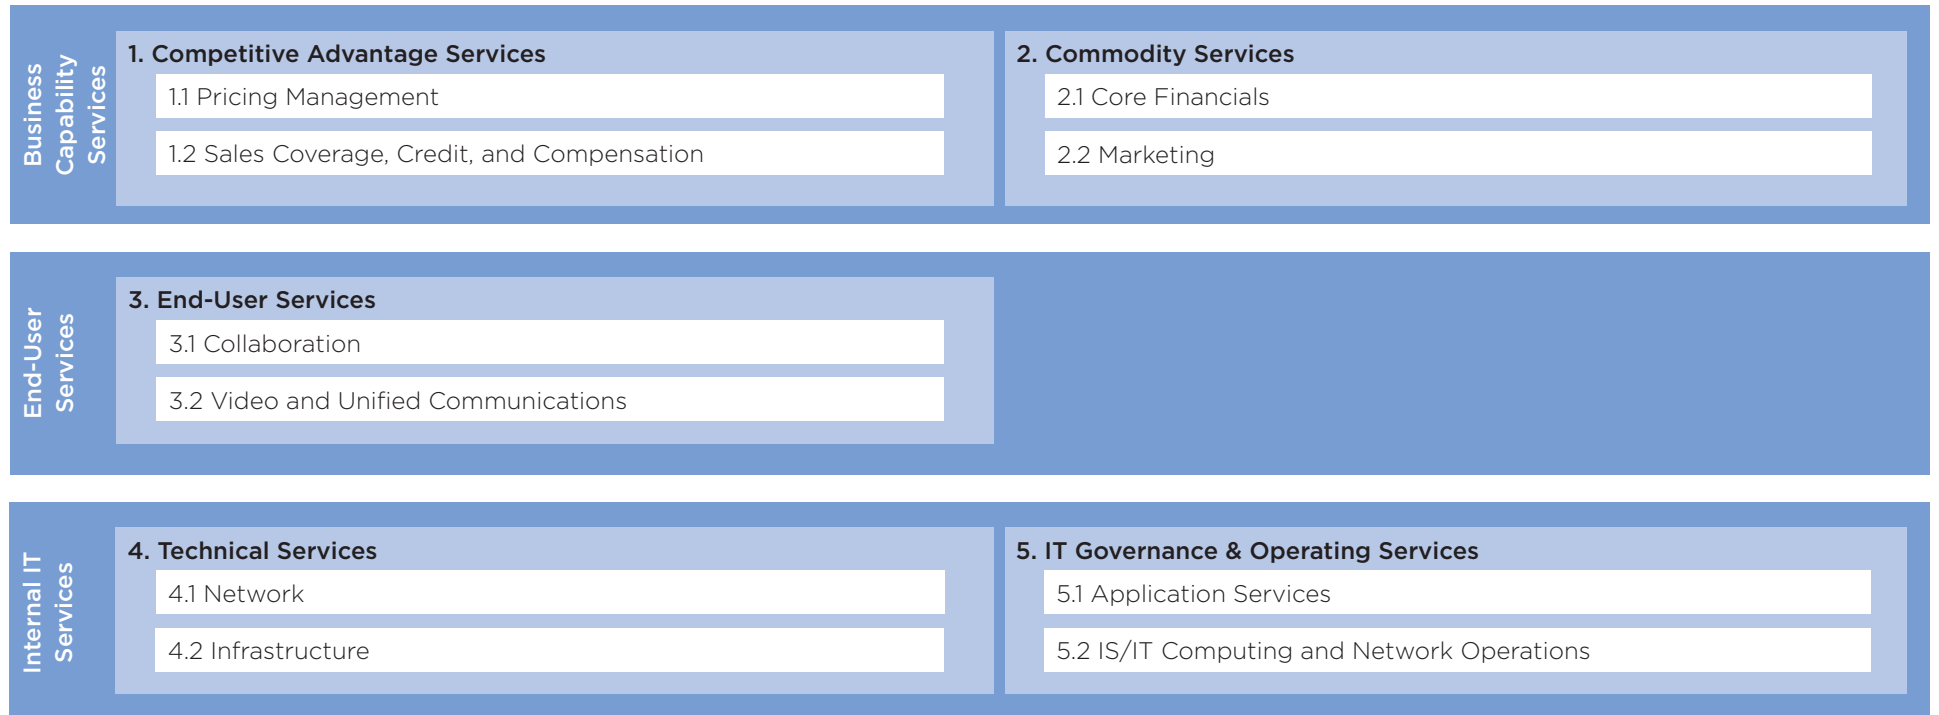 Business
Capability
Services
1. Competitive Advantage Services
1.1 Pricing Management
1.2 Sales Coverage, Credit, and Compensation
2. Commodity Services
2.1 Core Financials
2.2 Marketing
End-User
Services
3. End-User Services
3.1 Collaboration
3.2 Video and Unified Communications
Internal IT
Services
4. Technical Services
4.1 Network
4.2 Infrastructure
5. IT Governance & Operating Services
5.1 Application Services
5.2 IS/IT Computing and Network Operations